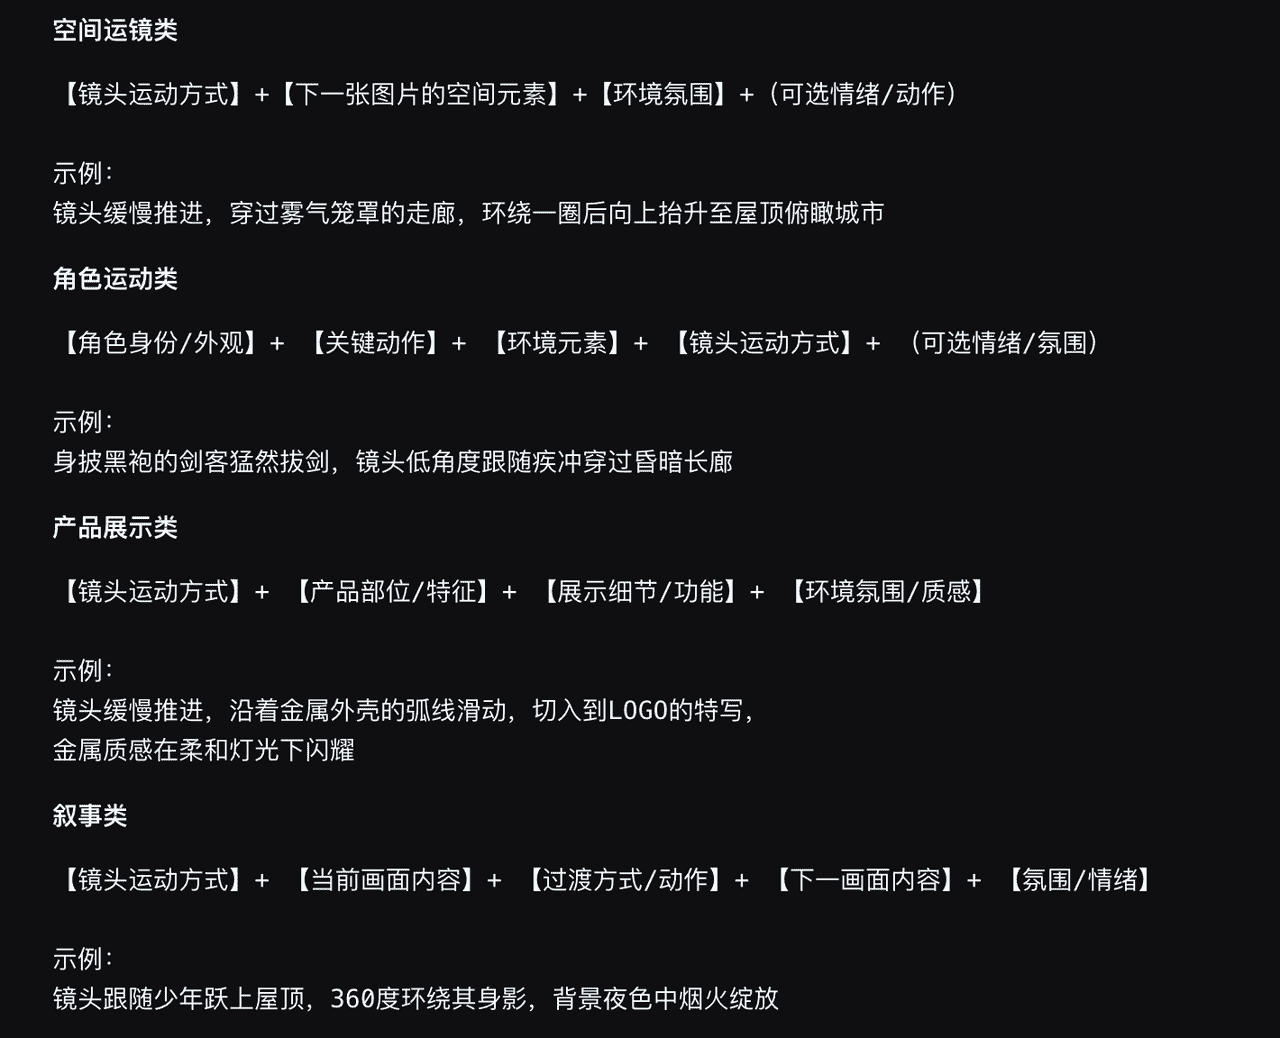 空间运镜类
【镜头运动方式】+【下一张图片的空间元素】+【环境氛围】+（可选情绪/动作）
示例：
镜头缓慢推进，穿过雾气笼罩的走廊，环绕一圈后向上抬升至屋顶俯瞰城市
角色运动类
【角色身份/外观】+ 【关键动作】+ 【环境元素】+ 【镜头运动方式】+ （可选情绪/氛围）
示例：
身披黑袍的剑客猛然拔剑，镜头低角度跟随疾冲穿过昏暗长廊
产品展示类
【镜头运动方式】+ 【产品部位/特征】+ 【展示细节/功能】+ 【环境氛围/质感】
示例：
镜头缓慢推进，沿着金属外壳的弧线滑动，切入到LOGO的特写，
金属质感在柔和灯光下闪耀
叙事类
【镜头运动方式】+ 【当前画面内容】+ 【过渡方式/动作】+ 【下一画面内容】+ 【氛围/情绪】
示例：
镜头跟随少年跃上屋顶，360度环绕其身影，背景夜色中烟火绽放